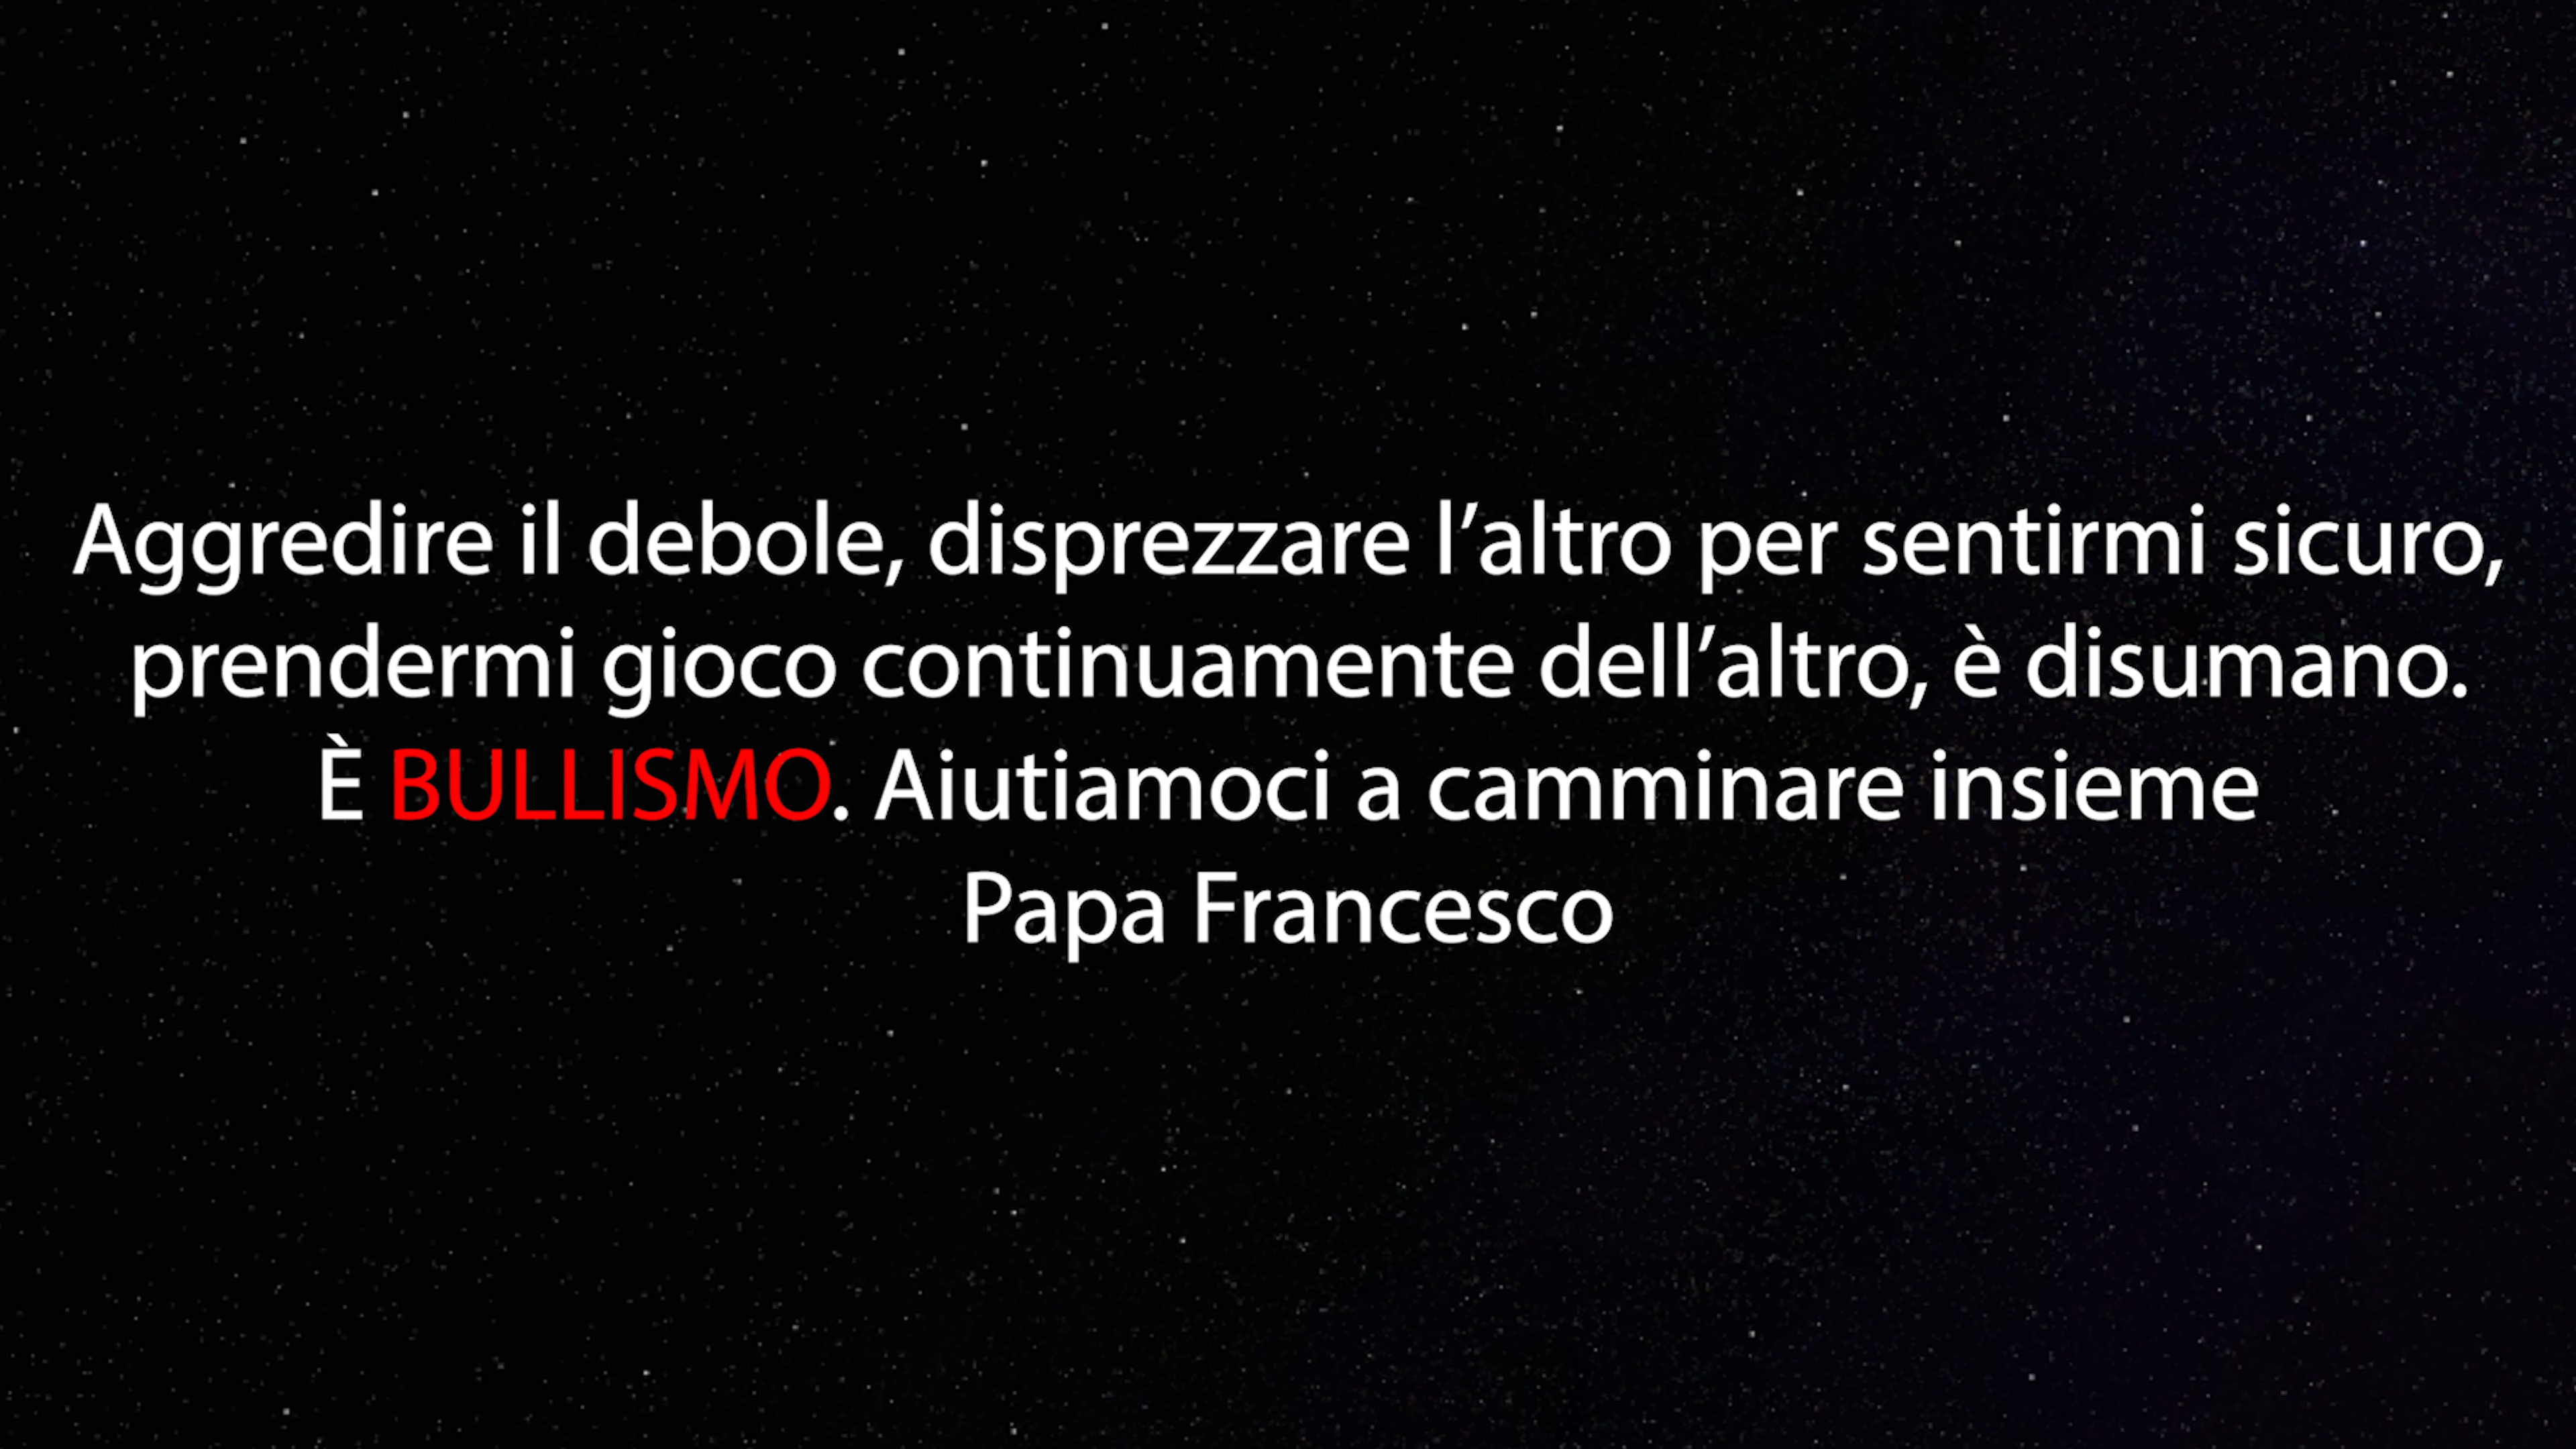 Aggredire il debole, disprezzare l’altro per sentirmi sicuro,
prendermi gioco continuamente dell’altro, è disumano.
È BULLISMO. Aiutiamoci a camminare insieme
Papa Francesco